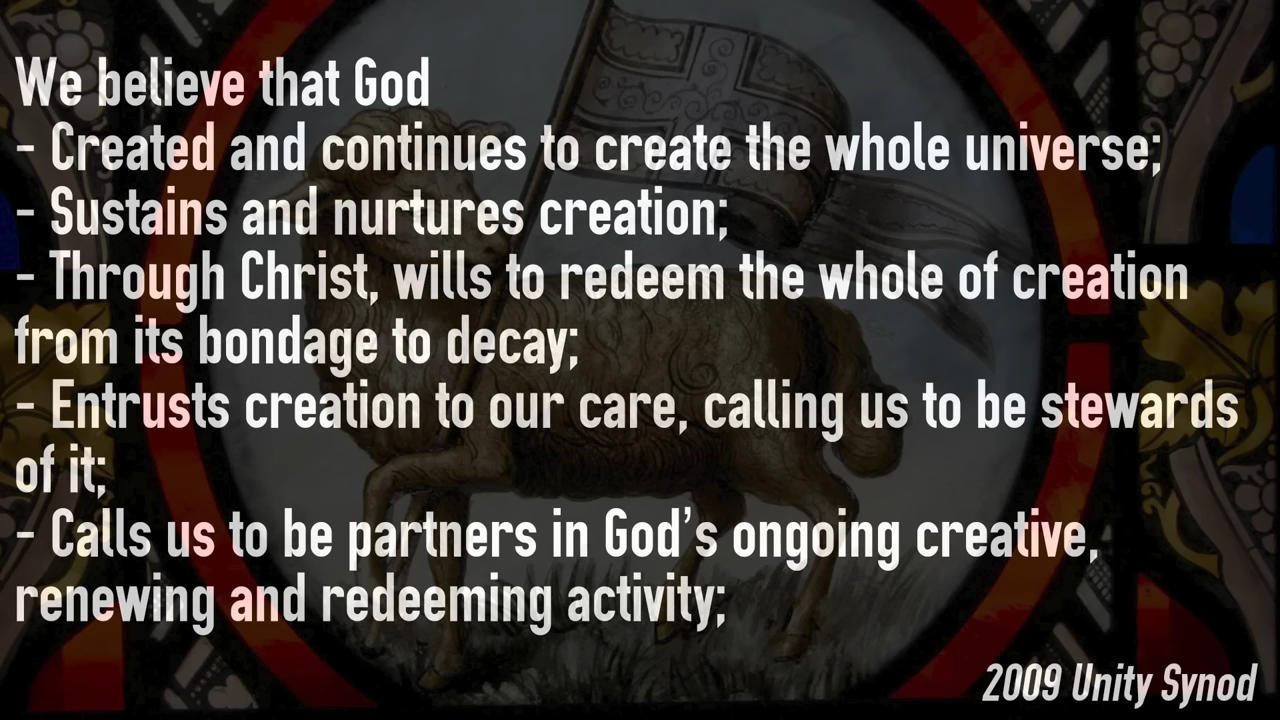 We believe that God
- Created and continues to create the whole universe;
- Sustains and nurtures creation;
- Through Christ, wills to redeem the whole of creation
from its bondage to decay;
- Entrusts creation to our care, calling us to be stewards
of it;
- Calls us to be partners in God’s ongoing creative,
renewing and redeeming activity;
2009 Unity Synod